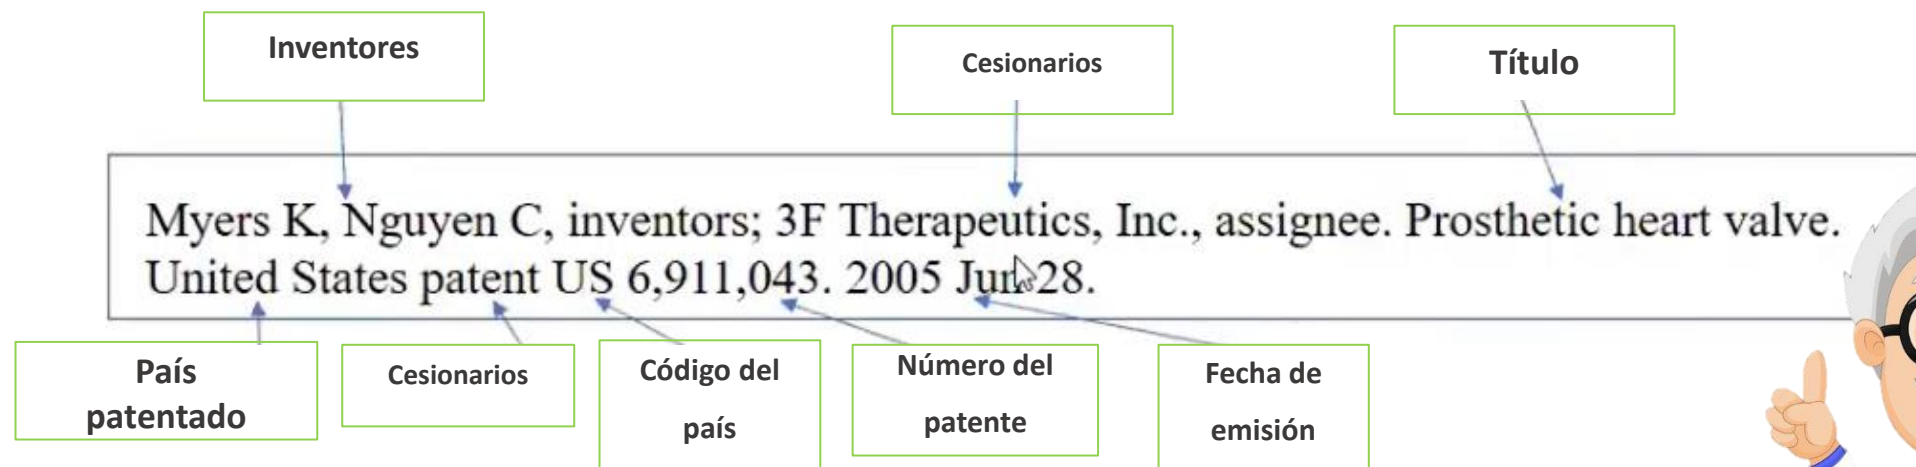 Inventores
Cesionarios
Título
Myers K, Nguyen C, inventors; 3F Therapeutics, Inc., assignee. Prosthetic heart valve.
United States patent US 6,911,043. 2005 Jun 28.
País
patentado
Cesionarios
Código del
país
Número del
patente
Fecha de
emisión